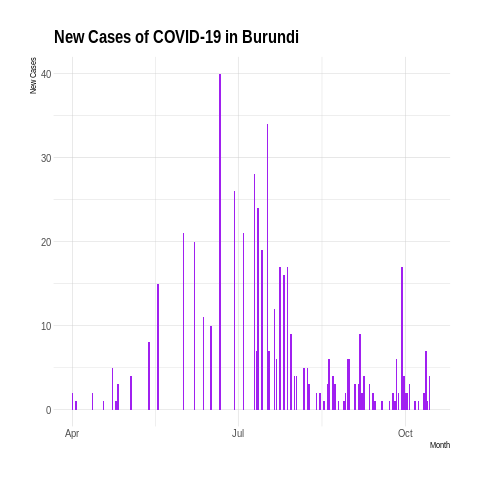 New Cases of COVID-19 in Burundi
New Cases
40
30
20
10
0
Apr
Jul
Oct
Month